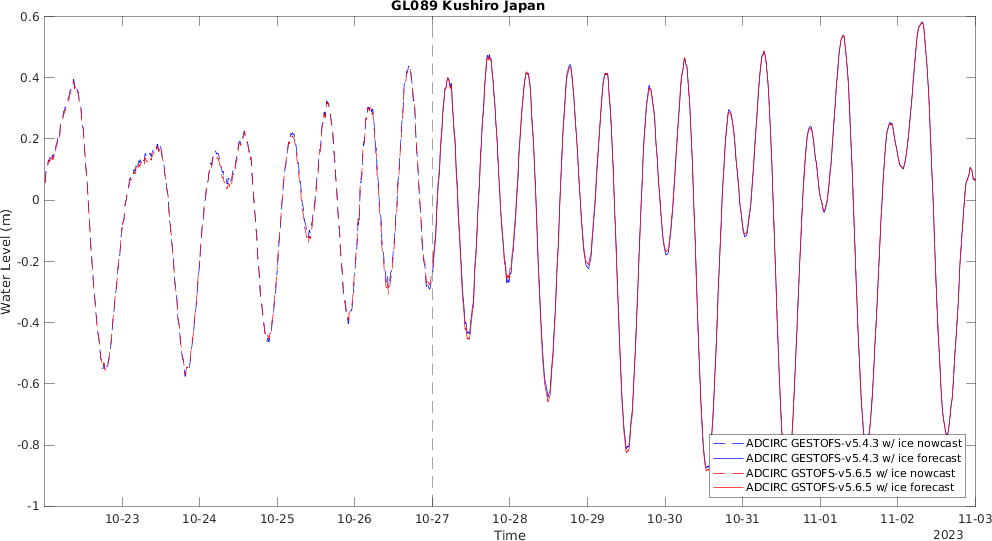 GL089 Kushiro Japan
0.6
0.4
0.2
0
-0.2
-0.4
-0.6
-0.8
-1
Water Level (m)
ADCIRC GESTOFS-v5.4.3 w/ ice nowcast
ADCIRC GESTOFS-v5.4.3 w/ ice forecast
ADCIRC GSTOFS-v5.6.5 w/ ice nowcast
ADCIRC GSTOFS-v5.6.5 w/ ice forecast
10-23 10-24 10-25 10-26 10-27 10-28 10-29 10-30 10-31 11-01 11-02 11-03
Time
2023